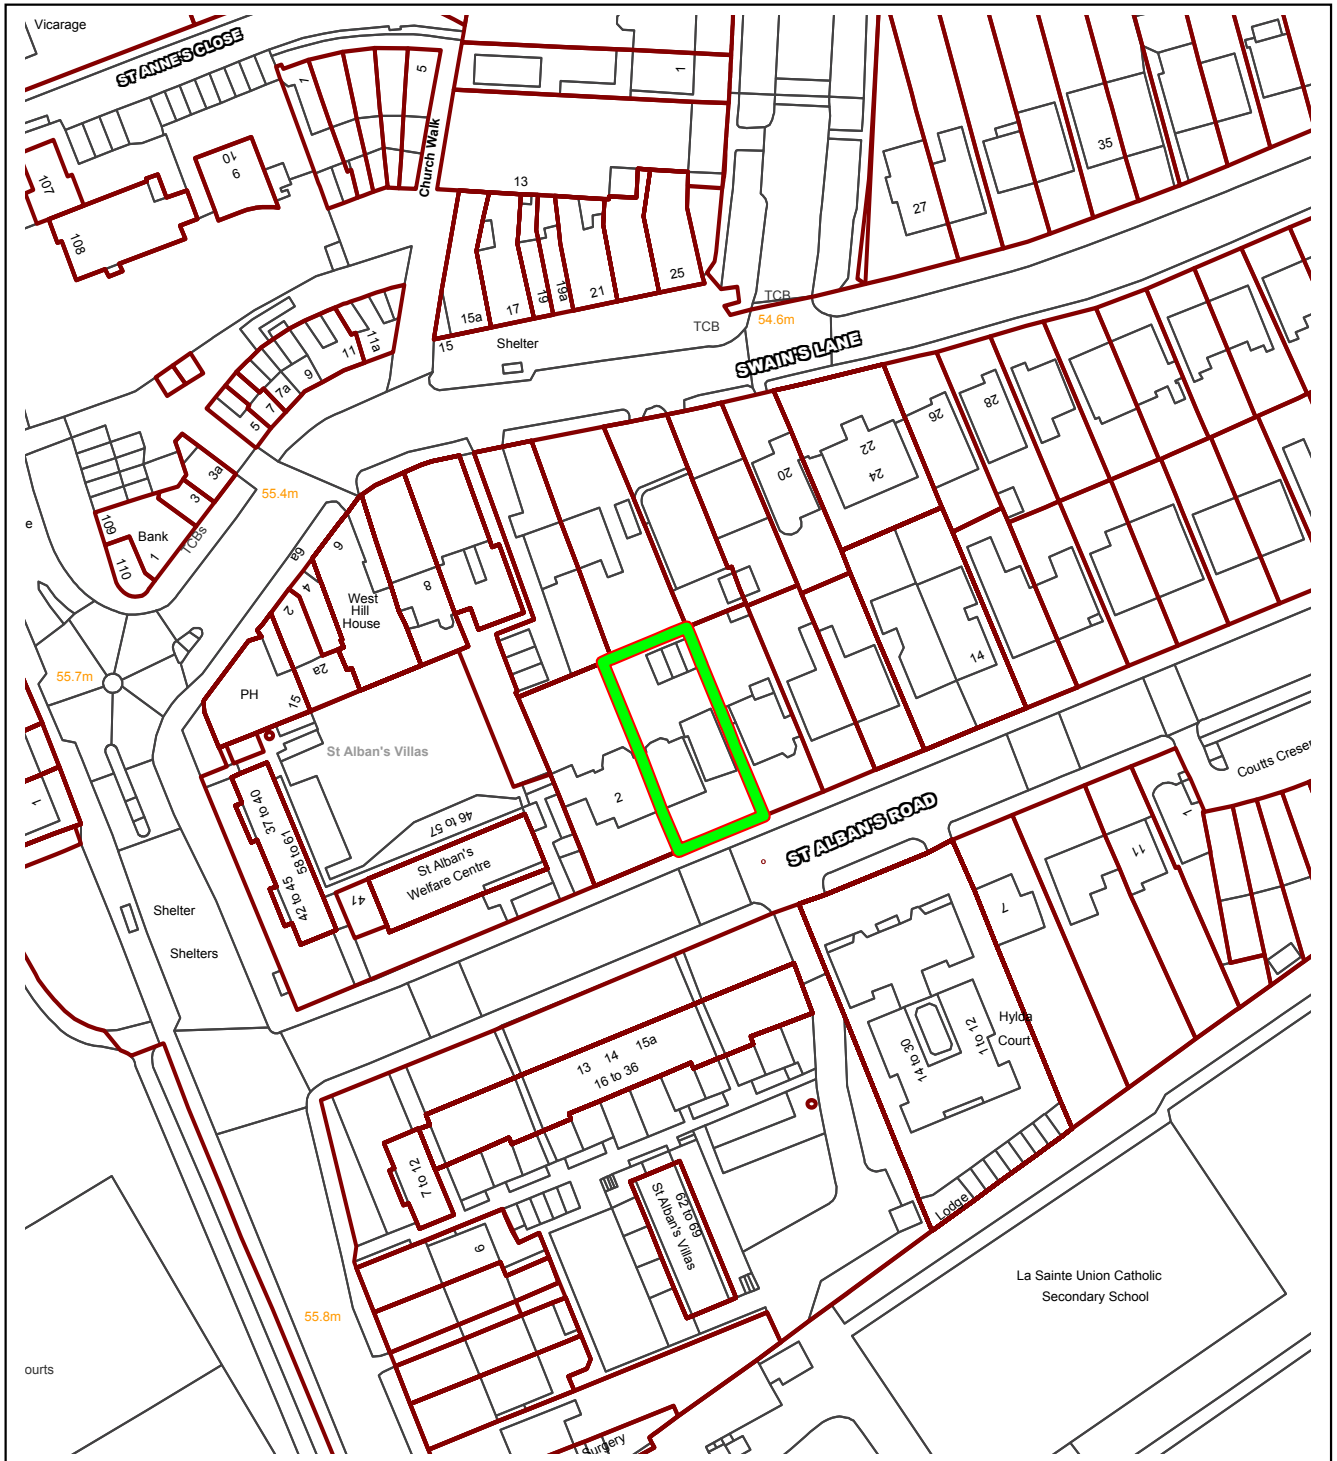 Vicarage
ST ANNE'S CLOSE
7
5
Church Walk
1
107
108
10
9
13
27
35
15a
17
19
19a
21
25
15
Shelter
TCB
TCB
54.6m
SWAIN'S LANE
11
11a
9
7a
7
5
3a
3
55.4m
109
Bank
110
1
TCBs
e
6a
6
4
2
West
Hill
House
8
20
22
24
26
28
14
2a
55.7m
PH
15
St Alban's Villas
2
1
37 to 40
58 to 61
42 to 45
46 to 57
St Alban's
Welfare Centre
41
ST ALBAN'S ROAD
Coutts Cresce
1
11
7
Shelter
Shelters
13 14 15a
16 to 36
Hylda
Court
14 to 30
1 to 12
7 to 12
62 to 69
St Alban's Villas
Lodge
6
La Sainte Union Catholic
Secondary School
55.8m
ourts
Surgery